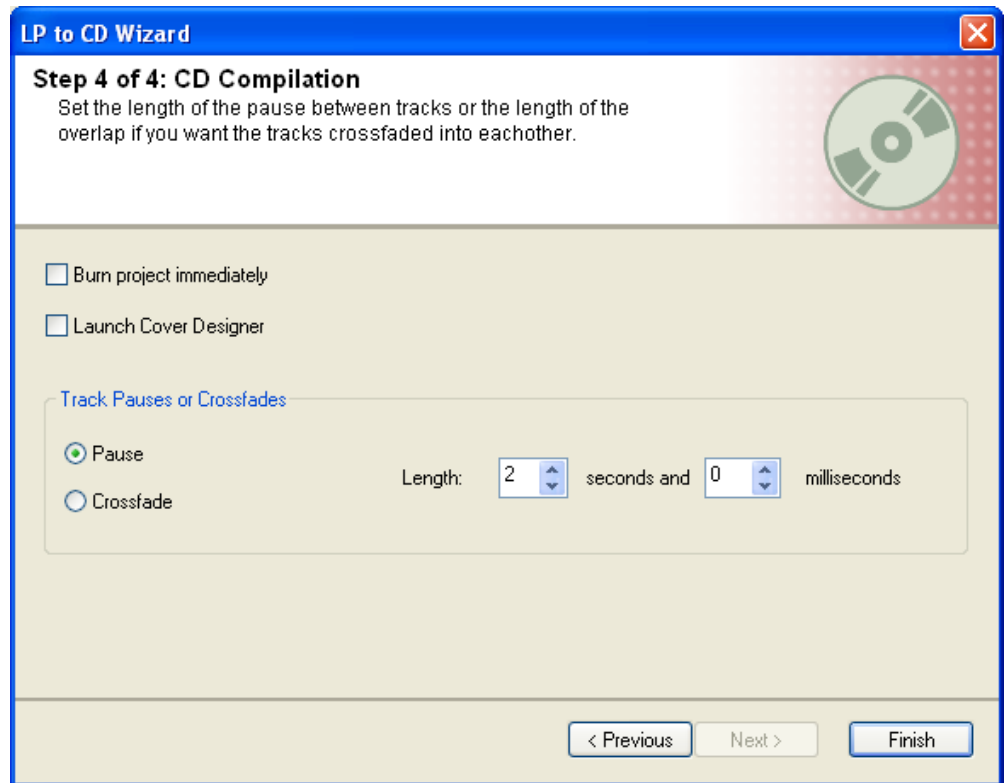 LP to CD Wizard
Step 4 of 4: CD Compilation
Set the length of the pause between tracks or the length of the
overlap if you want the tracks crossfaded into eachother.
Burn project immediately
Launch Cover Designer
Track Pauses or Crossfades
Pause
Length: 2 seconds and 0 milliseconds
Crossfade
< Previous Next > Finish